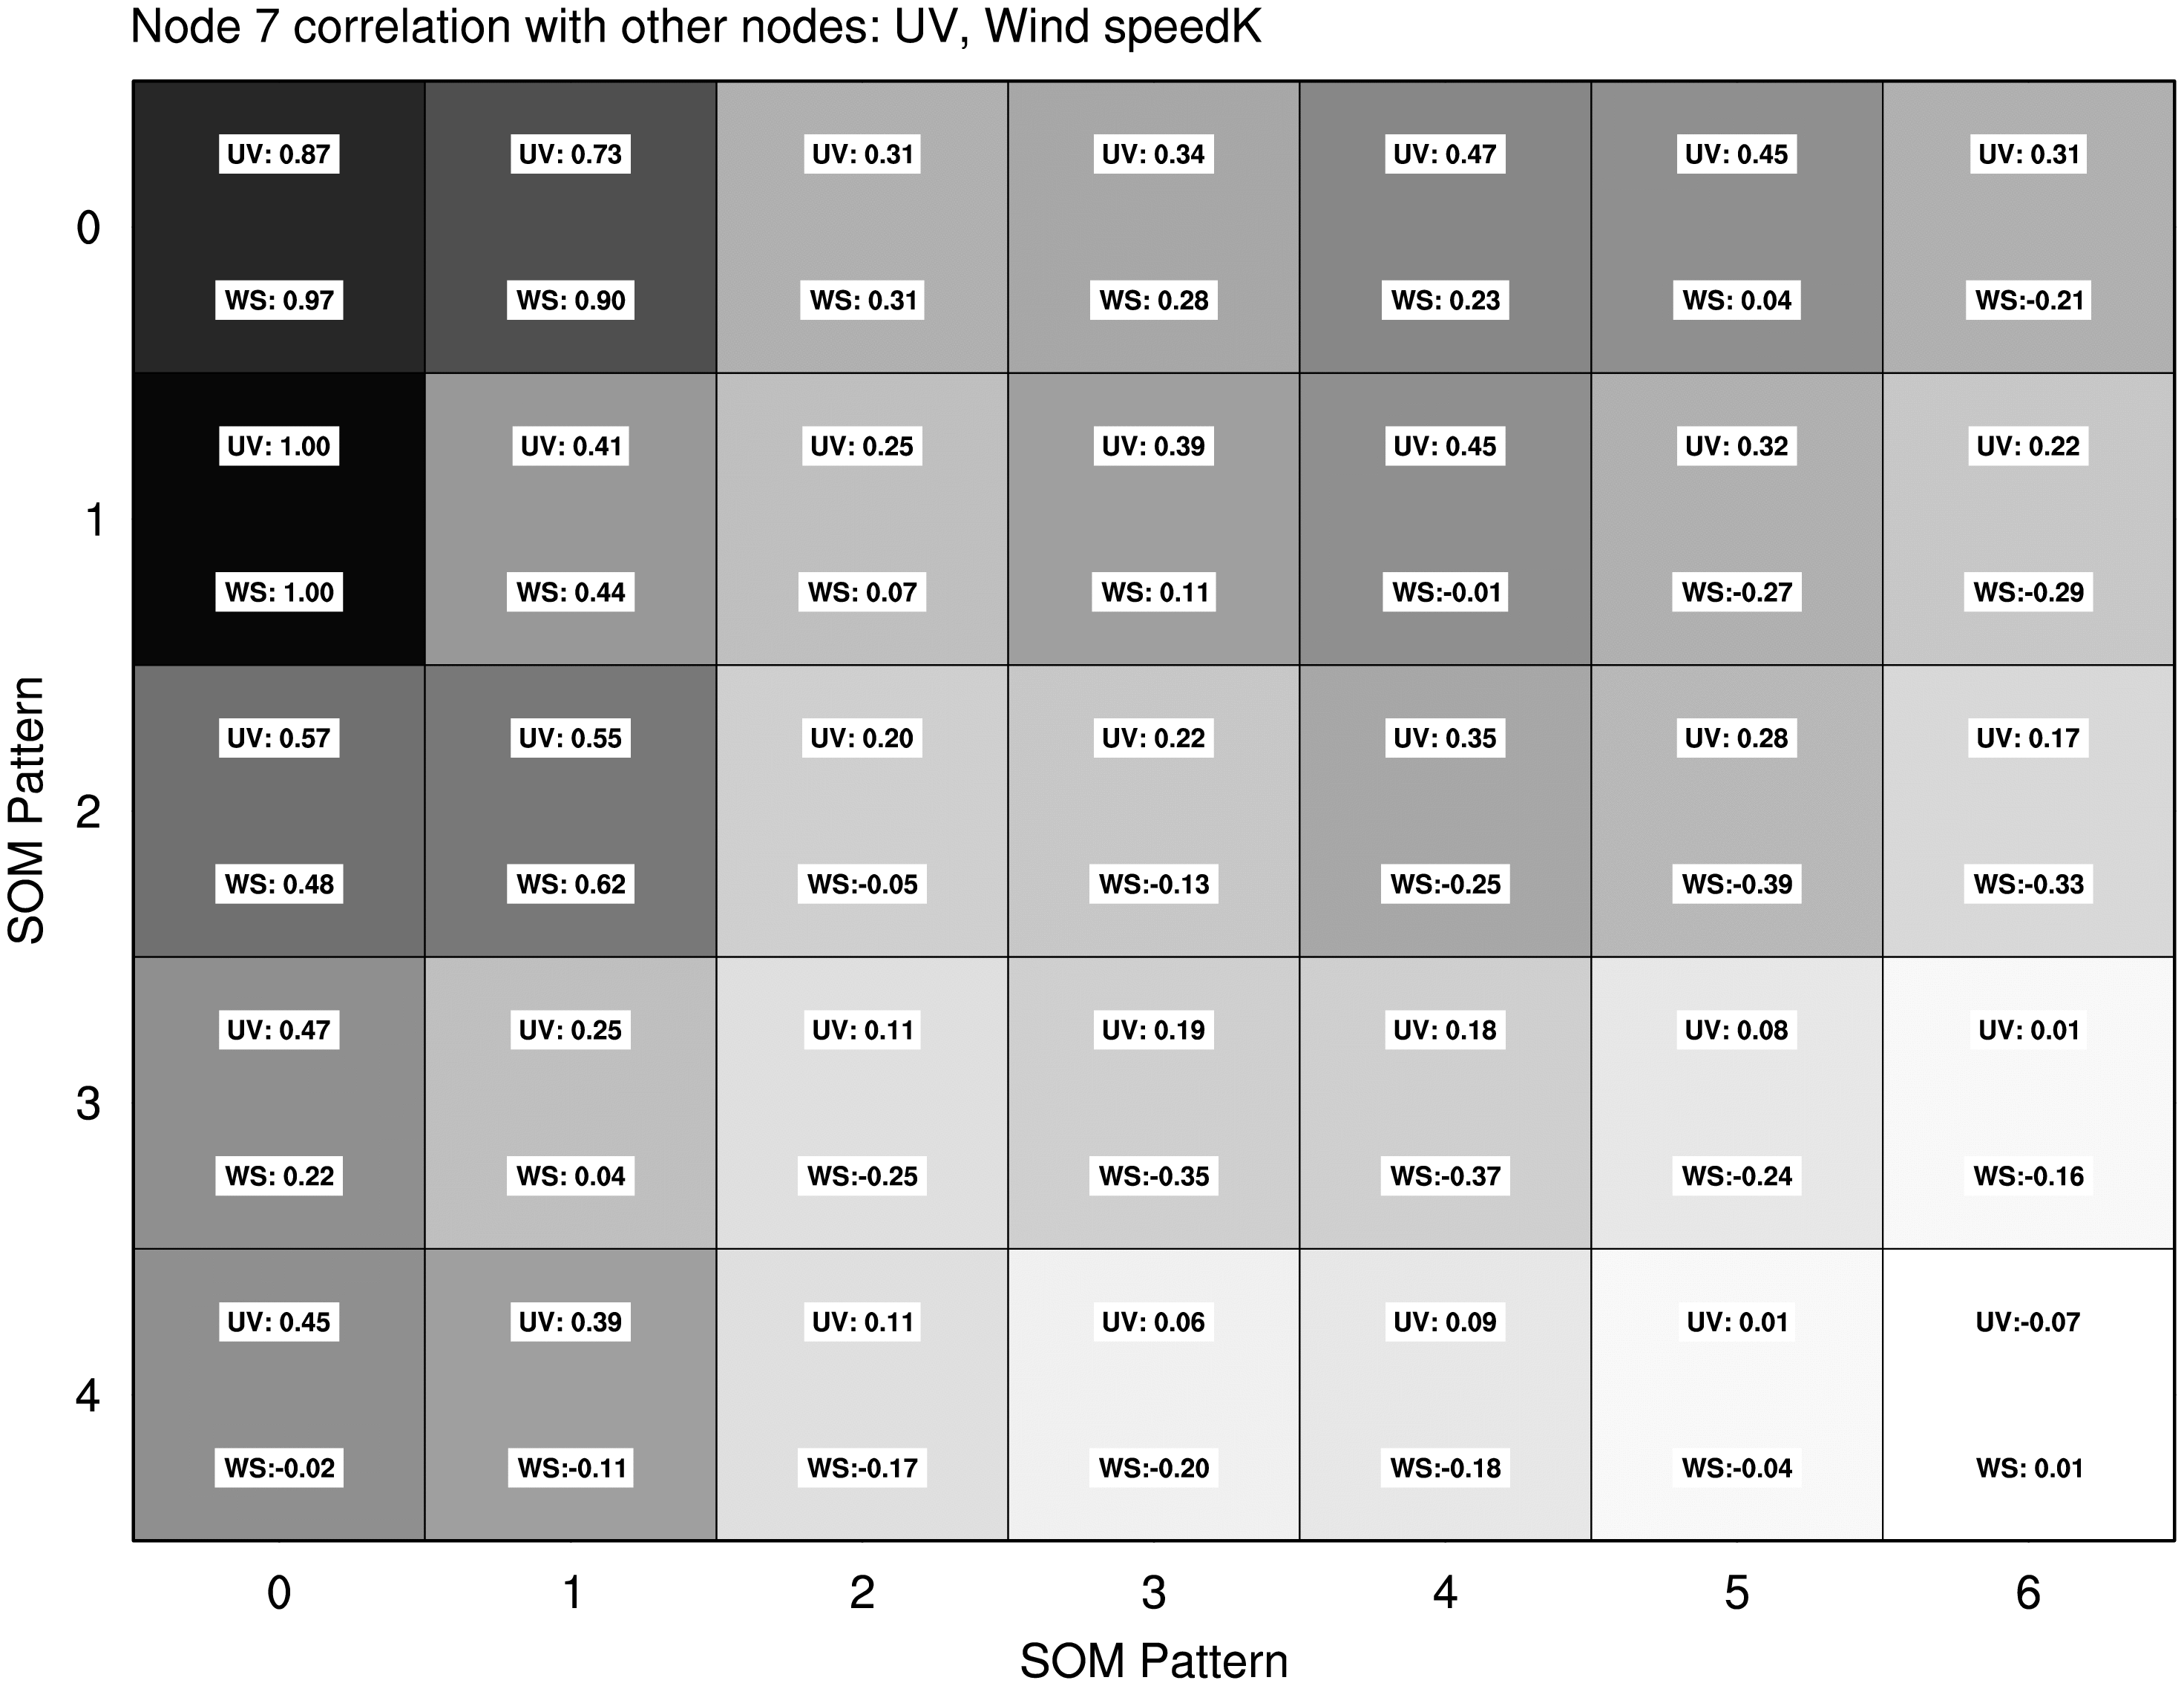 Node 7 correlation with other nodes: UV, Wind speedK
UV: 0.87 UV: 0.73 UV: 0.31 UV: 0.34 UV: 0.47 UV: 0.45 UV: 0.31
0
WS: 0.97 WS: 0.90 WS: 0.31 WS: 0.28 WS: 0.23 WS: 0.04 WS:-0.21
UV: 1.00 UV: 0.41 UV: 0.25 UV: 0.39 UV: 0.45 UV: 0.32 UV: 0.22
1
WS: 1.00 WS: 0.44 WS: 0.07 WS: 0.11 WS:-0.01 WS:-0.27 WS:-0.29
SOM Pattern
UV: 0.57 UV: 0.55 UV: 0.20 UV: 0.22 UV: 0.35 UV: 0.28 UV: 0.17
2
WS: 0.48 WS: 0.62 WS:-0.05 WS:-0.13 WS:-0.25 WS:-0.39 WS:-0.33
UV: 0.47 UV: 0.25 UV: 0.11 UV: 0.19 UV: 0.18 UV: 0.08 UV: 0.01
3
WS: 0.22 WS: 0.04 WS:-0.25 WS:-0.35 WS:-0.37 WS:-0.24 WS:-0.16
UV: 0.45 UV: 0.39 UV: 0.11 UV: 0.06 UV: 0.09 UV: 0.01 UV:-0.07
4
WS:-0.02 WS:-0.11 WS:-0.17 WS:-0.20 WS:-0.18 WS:-0.04 WS: 0.01
0 1 2 3 4 5 6
SOM Pattern